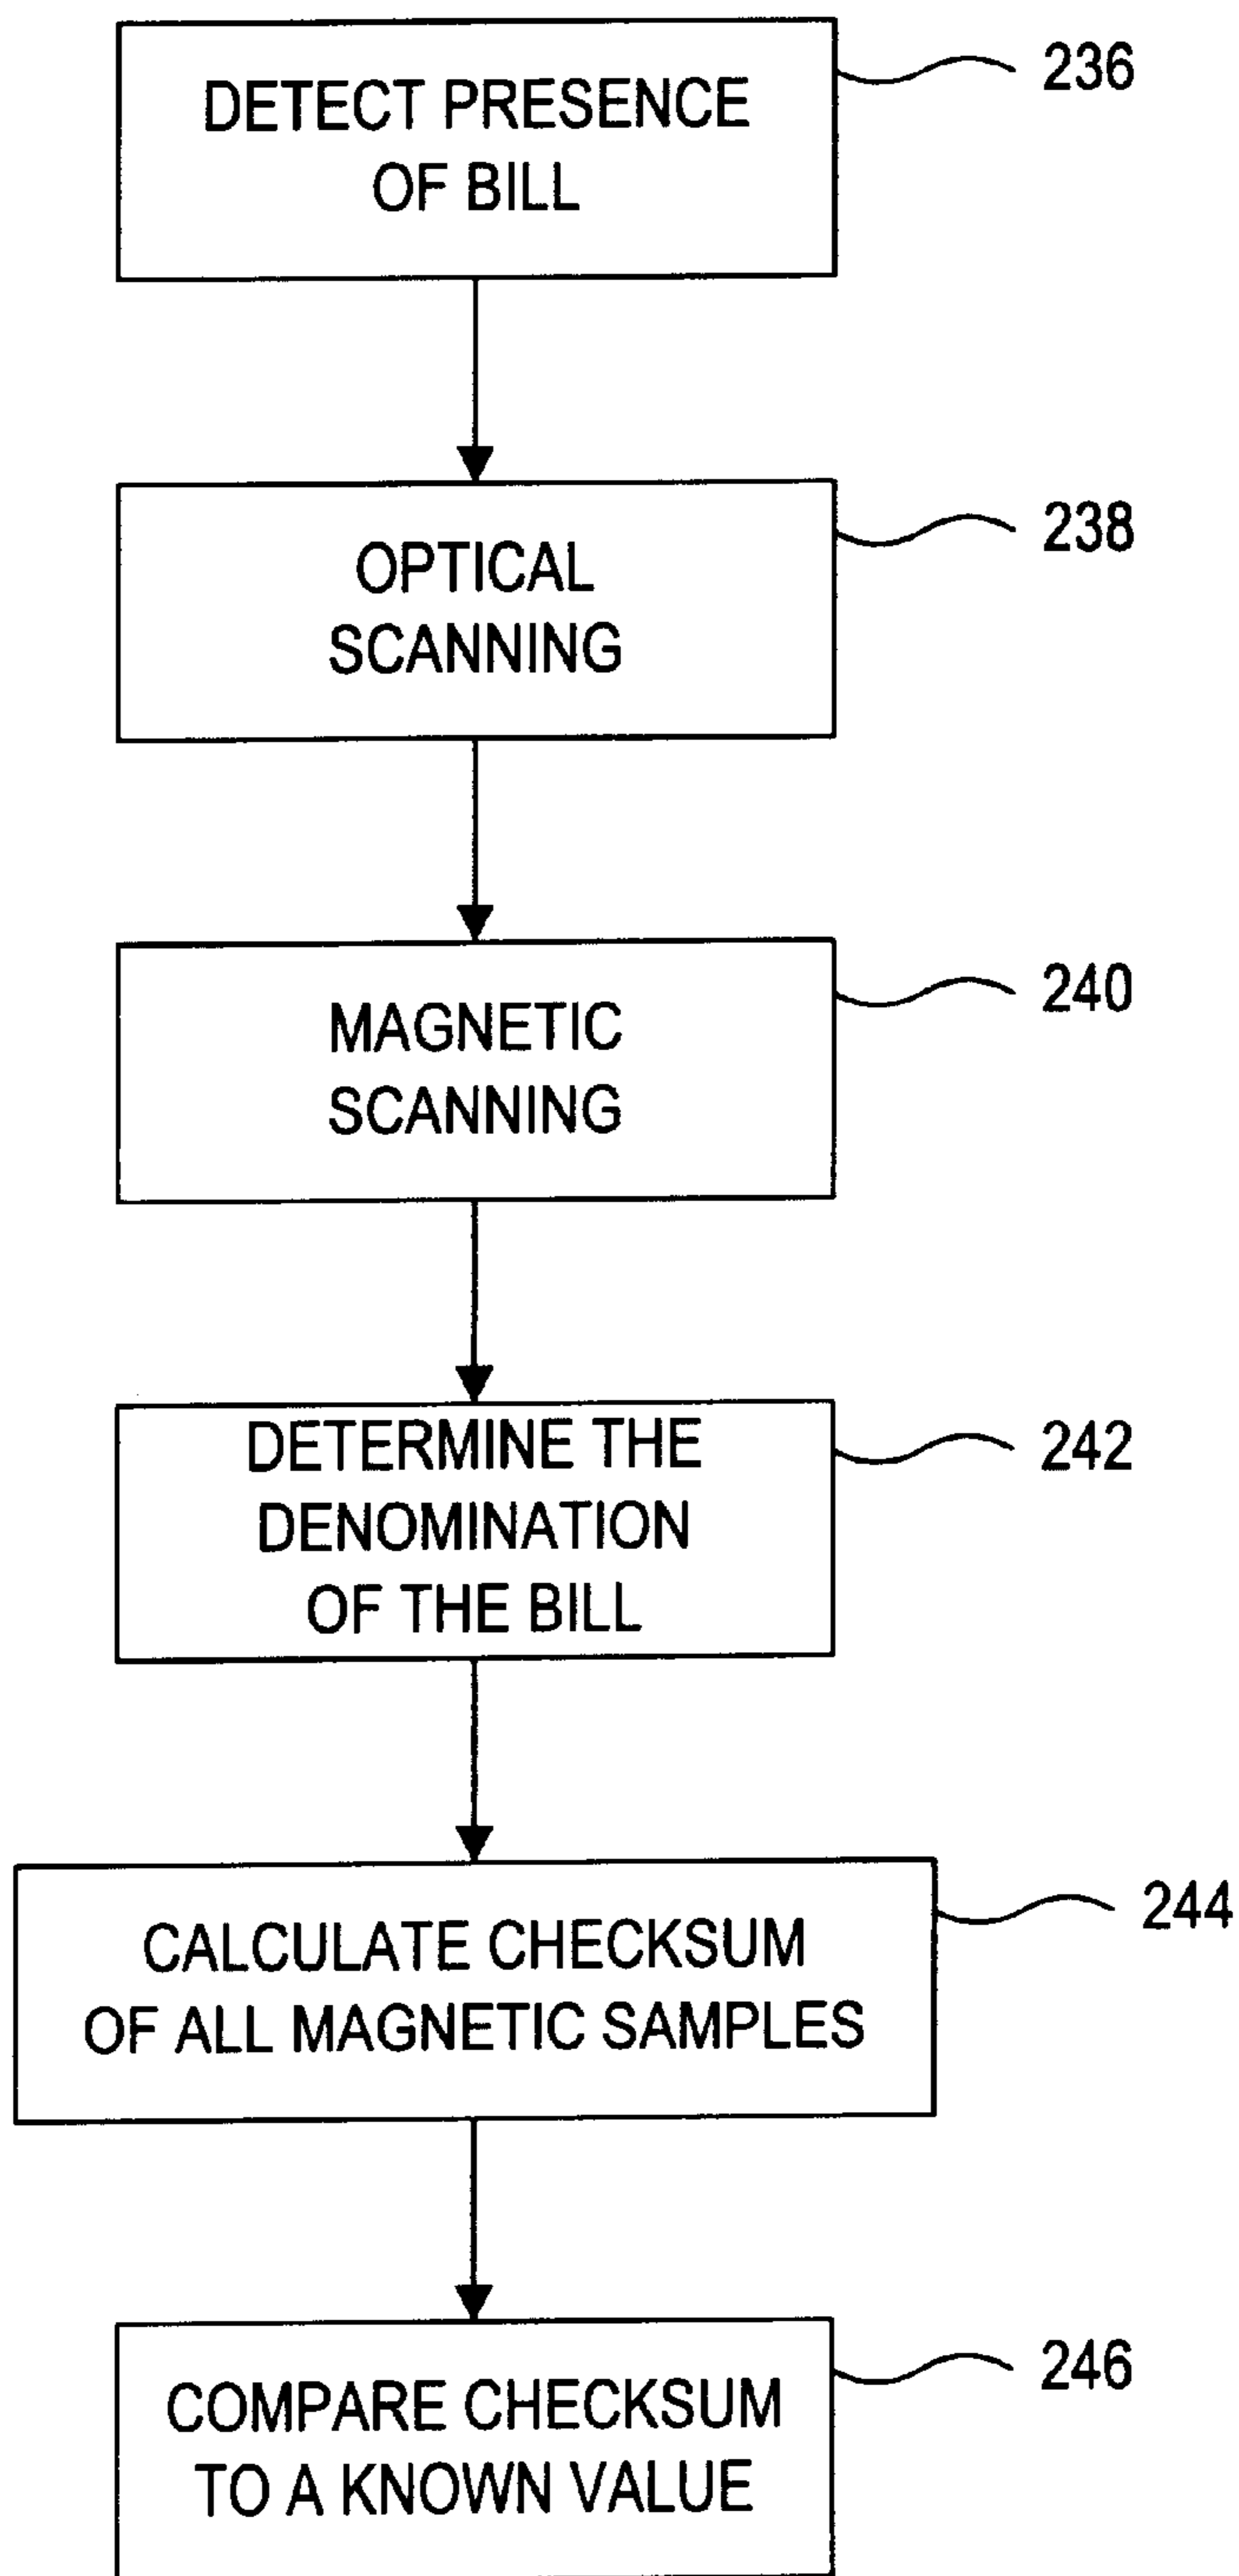 DETECT PRESENCE
OF BILL
236
OPTICAL
SCANNING
238
MAGNETIC
SCANNING
240
DETERMINE THE
DENOMINATION
OF THE BILL
242
CALCULATE CHECKSUM
OF ALL MAGNETIC SAMPLES
244
COMPARE CHECKSUM
TO A KNOWN VALUE
246